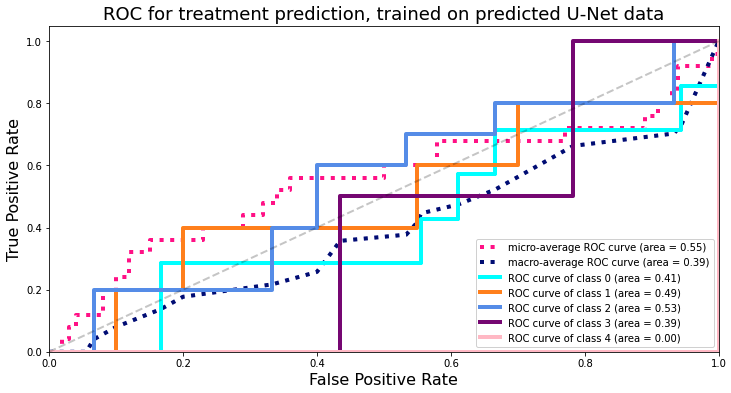 ROC for treatment prediction, trained on predicted U-Net data
True Positive Rate
1.0
0.8
0.6
0.4
0.2
0.0
micro-average ROC curve (area = 0.55)
macro-average ROC curve (area = 0.39)
ROC curve of class 0 (area = 0.41)
ROC curve of class 1 (area = 0.49)
ROC curve of class 2 (area = 0.53)
ROC curve of class 3 (area = 0.39)
ROC curve of class 4 (area = 0.00)
0.0 0.2 0.4 0.6 0.8 1.0
False Positive Rate